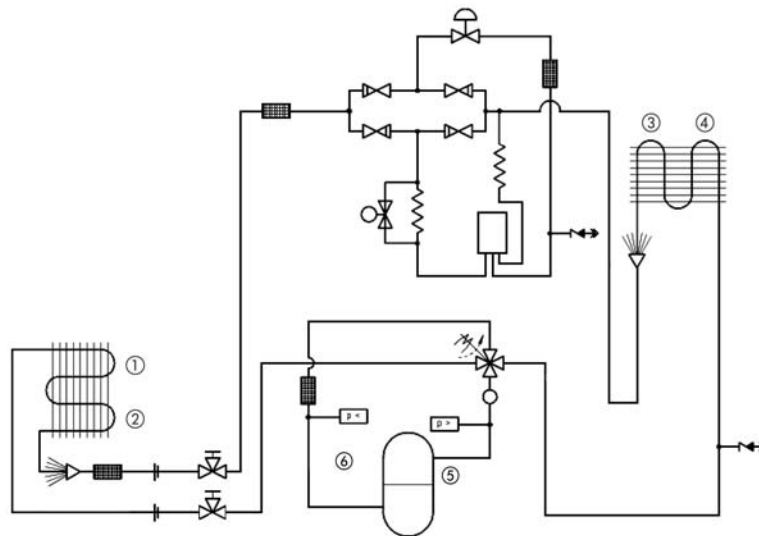 ③ ④
①
②
p <
p >
⑥ ⑤